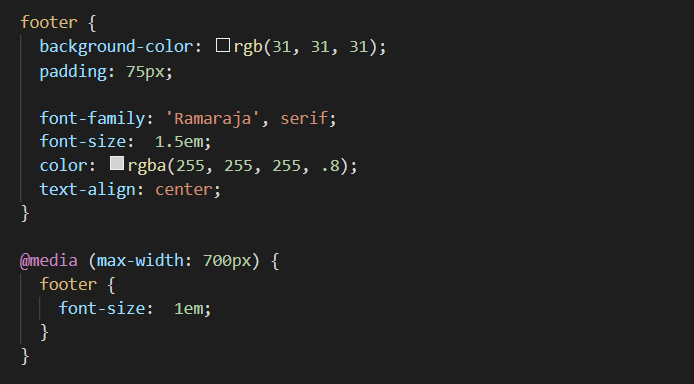 footer {
  background-color: rgb(31, 31, 31);
  padding: 75px;

  font-family: 'Ramaraja', serif;
  font-size:  1.5em;
  color: rgba(255, 255, 255, .8);
  text-align: center;
}

@media (max-width: 700px) {
  footer {
    font-size:  1em;
  }
}